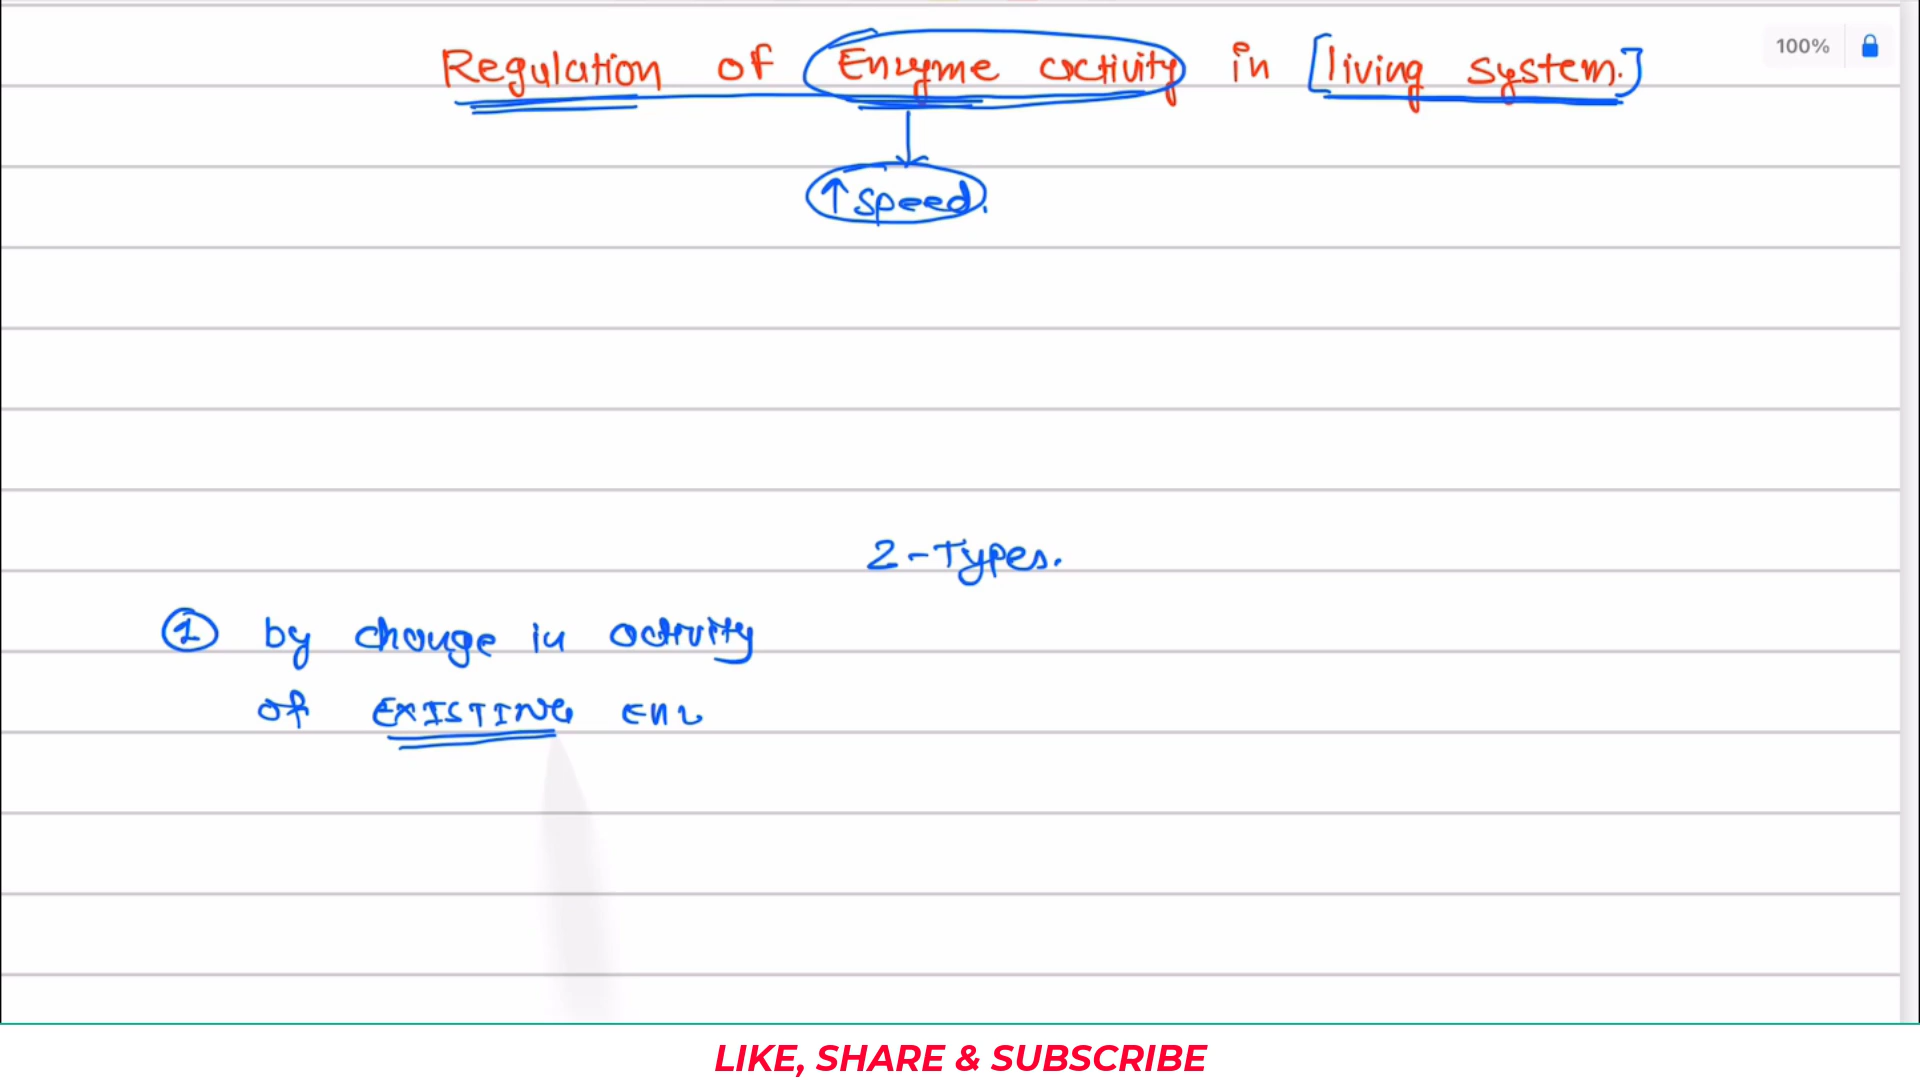 Regulation of Enzyme activity in [living system.]
100%
↑ speed.
2-Types.
① by change in activity
of EXISTING Enz
LIKE, SHARE & SUBSCRIBE